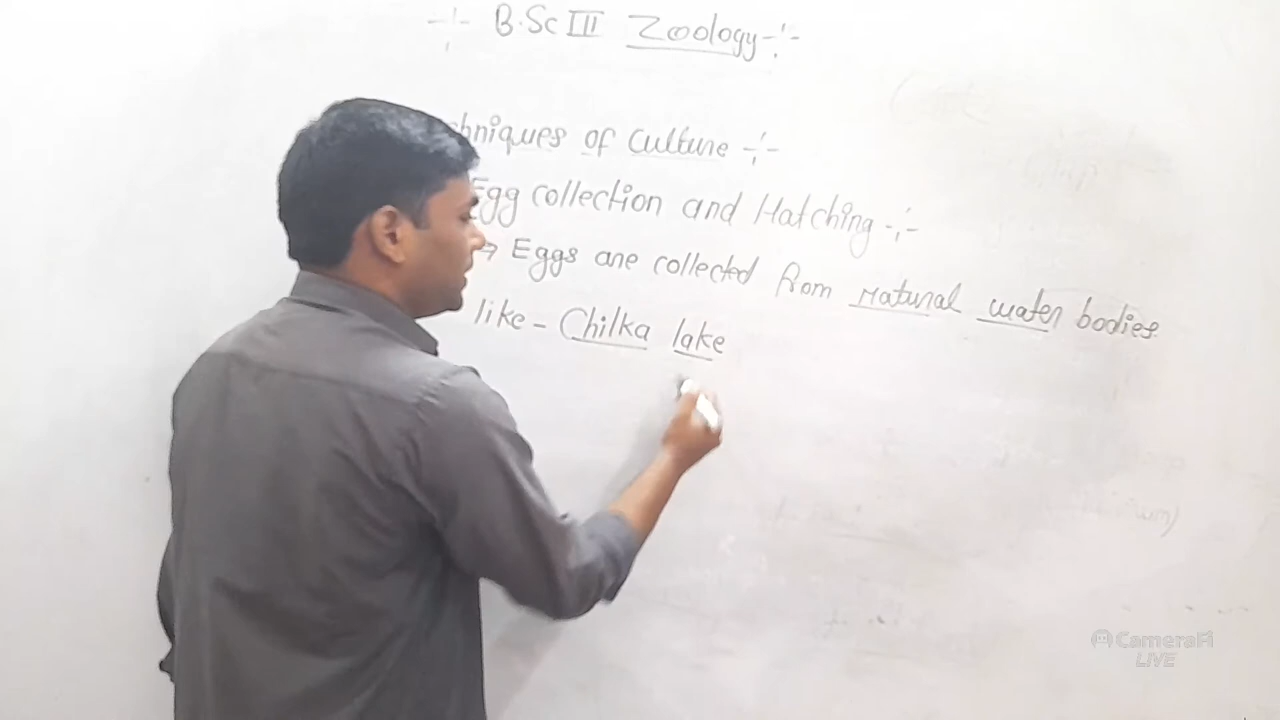 B.Sc III Zoology
chniques of Culture
Egg collection and Hatching
→ Eggs are collected from Natural water bodies
like - Chilka lake
CameraFi
LIVE